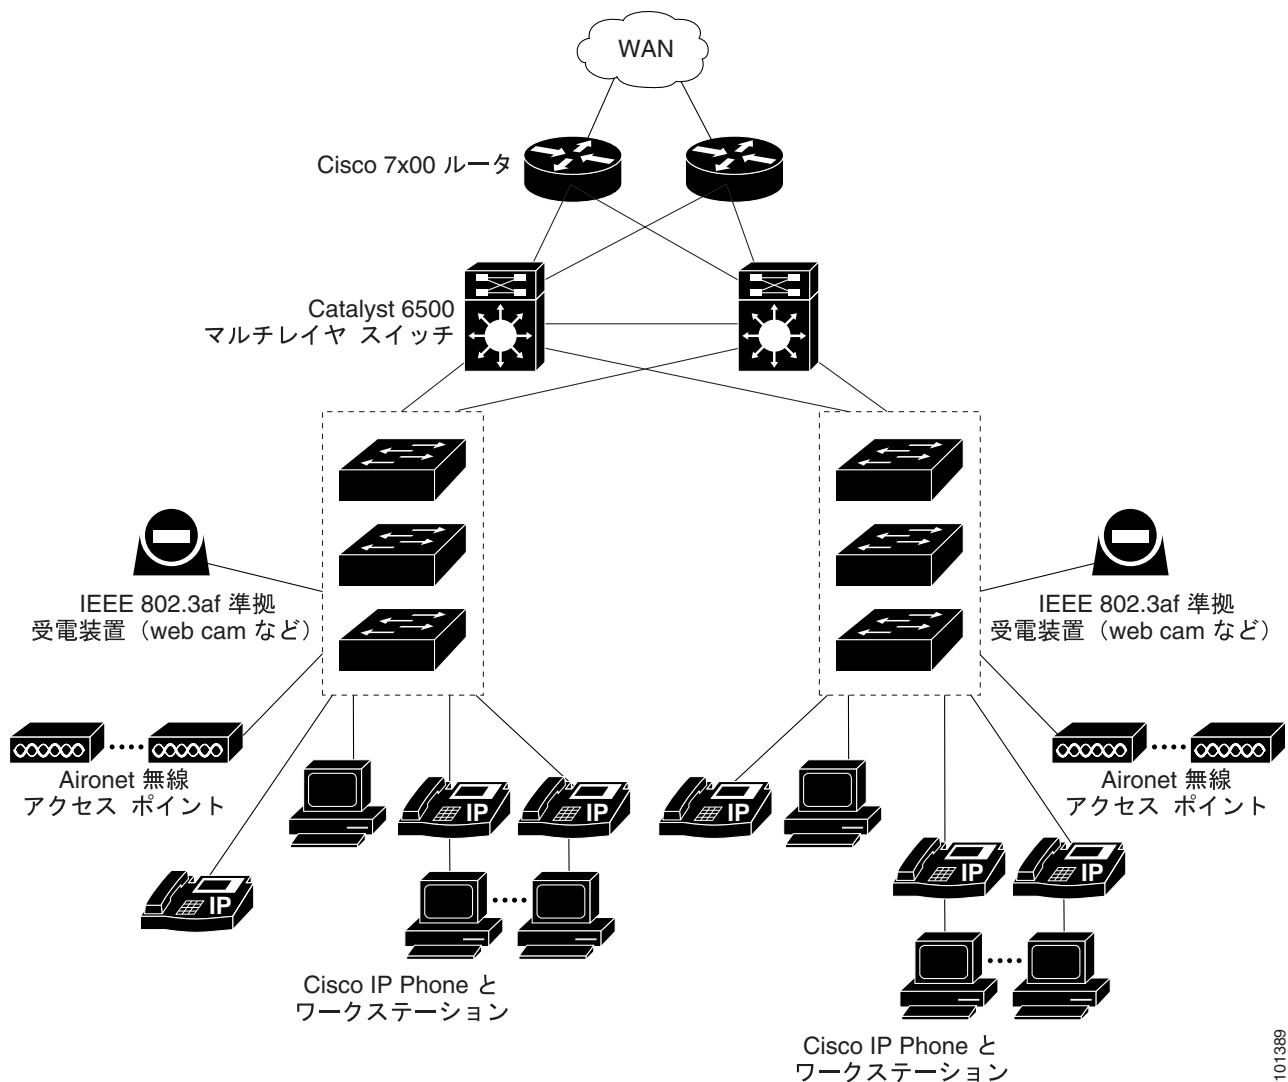 WAN
Cisco 7x00 ルータ
Catalyst 6500
マルチレイヤ スイッチ
IEEE 802.3af 準拠
受電装置（web cam など）
IEEE 802.3af 準拠
受電装置（web cam など）
Aironet 無線
アクセス ポイント
Aironet 無線
アクセス ポイント
IP
IP
IP
IP
IP
IP
Cisco IP Phone と
ワークステーション
Cisco IP Phone と
ワークステーション
101389